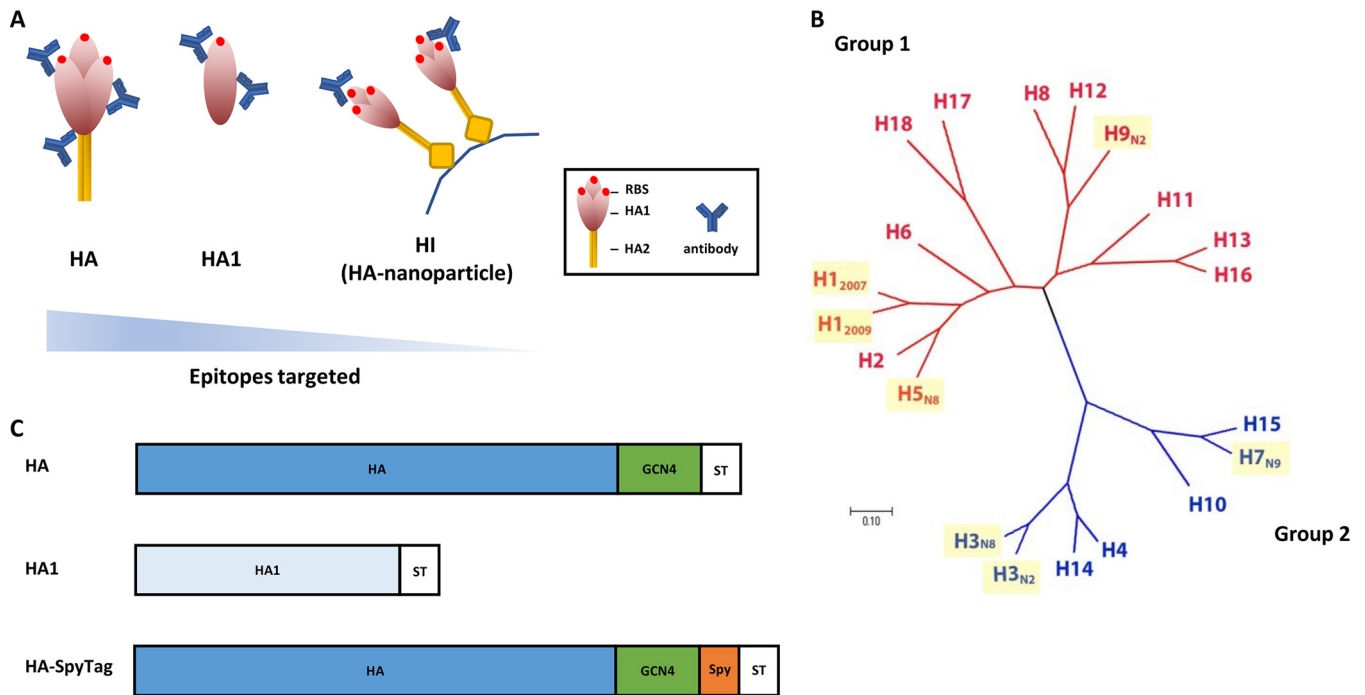 A
HA
HA1
HI
(HA-nanoparticle)
RBS
HA1
HA2
antibody
Epitopes targeted
B
Group 1
H17
H18
H8
H12
H9N2
H11
H6
H13
H16
H12007
H12009
H2
H5N8
H15
H7N9
H10
0.10
Group 2
H3N8
H4
H14
H3N2
C
HA
HA
GCN4
ST
HA1
HA1
ST
HA-SpyTag
HA
GCN4
Spy
ST